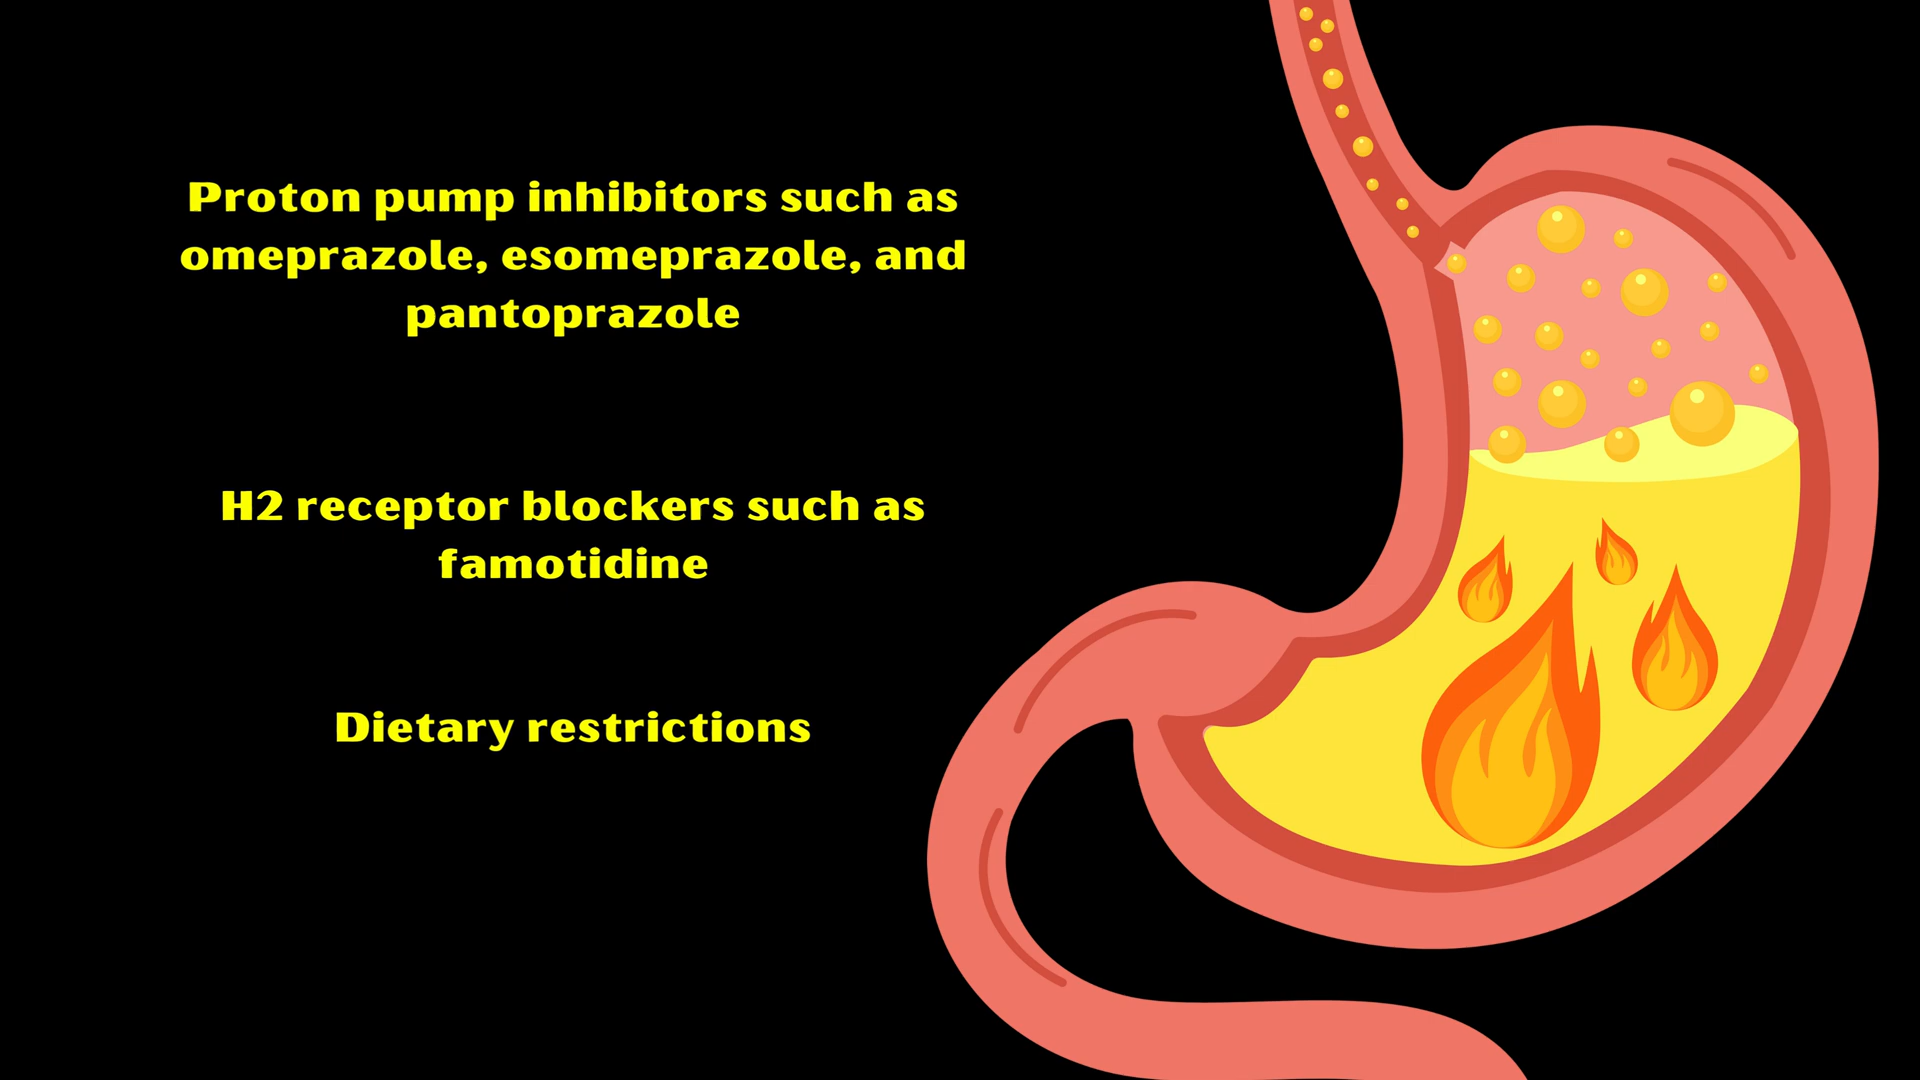 Proton pump inhibitors such as
omeprazole, esomeprazole, and
pantoprazole
H2 receptor blockers such as
famotidine
Dietary restrictions